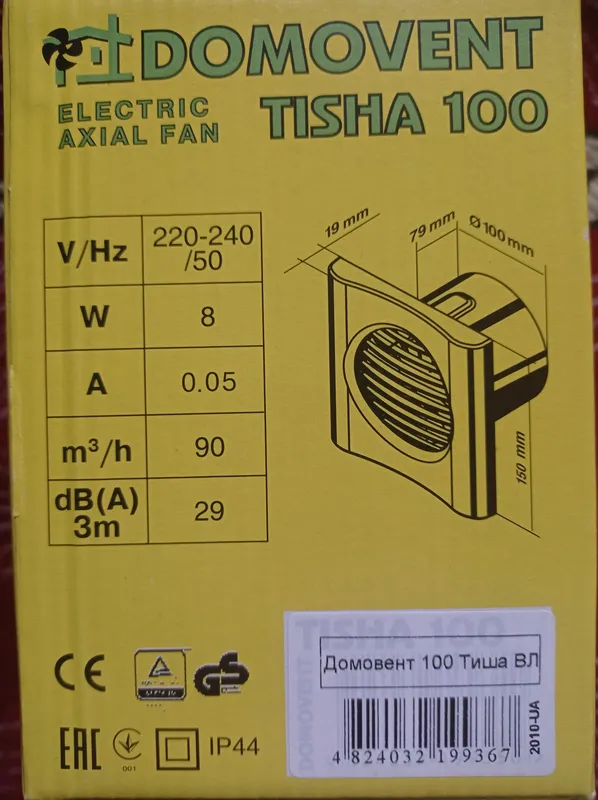 DOMOVENT
ELECTRIC
AXIAL FAN
TISHA 100
V/Hz 220-240
/50
W 8
A 0.05
m³/h 90
dB(A)
3m 29
19 mm
79 mm
Ø 100 mm
150 mm
CE
GS
EAC
001
IP44
TISHA 100
DOMOVENT
Домовент 100 Тиша ВЛ
4 824032 199367
2010-UA